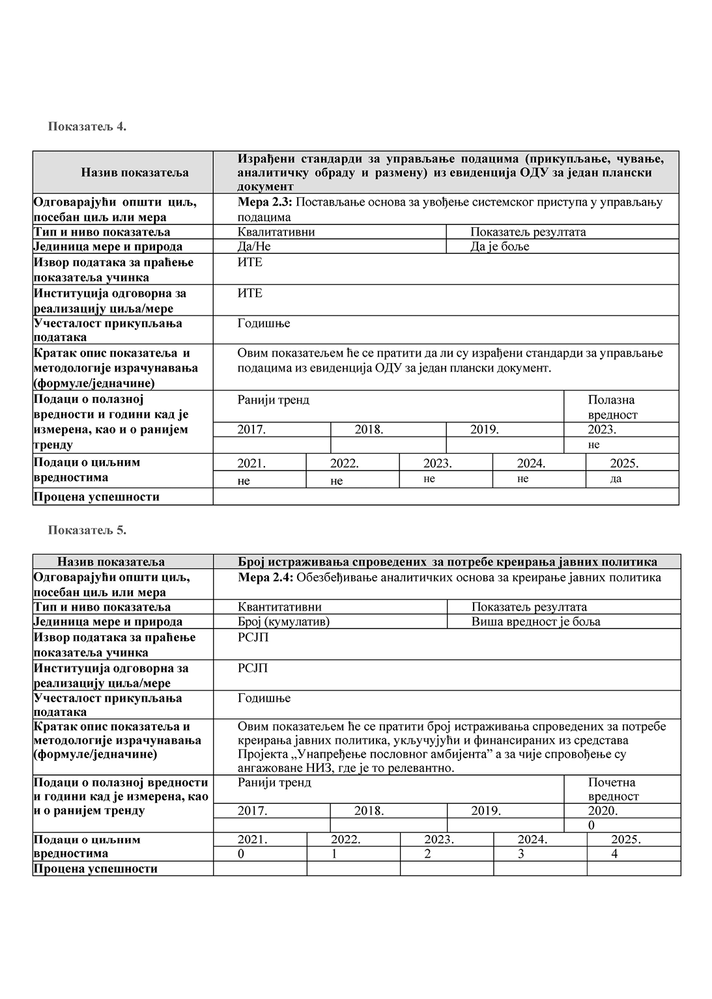 Показатељ 4.
Назив показатеља
Израђени стандарди за управљање подацима (прикупљање, чување,
аналитичку обраду и размену) из евиденција ОДУ за један плански
документ
Одговарајући општи циљ,
посебан циљ или мера
Мера 2.3: Постављање основа за увођење системског приступа у управљању
подацима
Тип и ниво показатеља
Квалитативни
Показатељ резултата
Јединица мере и природа
Да/Не
Да је боље
Извор података за праћење
показатеља учинка
ИТЕ
Институција одговорна за
реализацију циља/мере
ИТЕ
Учесталост прикупљања
података
Годишње
Кратак опис показатеља и
методологије израчунавања
(формуле/једначине)
Овим показатељем ће се пратити да ли су израђени стандарди за управљање
подацима из евиденција ОДУ за један плански документ.
Подаци о полазној
вредности и години кад је
измерена, као и о ранијем
тренду
Ранији тренд
Полазна
вредност
2017.
2018.
2019.
2023.
не
Подаци о циљним
вредностима
2021.
2022.
2023.
2024.
2025.
не
не
не
не
да
Процена успешности
Показатељ 5.
Назив показатеља
Број истраживања спроведених за потребе креирања јавних политика
Одговарајући општи циљ,
посебан циљ или мера
Мера 2.4: Обезбеђивање аналитичких основа за креирање јавних политика
Тип и ниво показатеља
Квантитативни
Показатељ резултата
Јединица мере и природа
Број (кумулатив)
Виша вредност је боља
Извор података за праћење
показатеља учинка
РСЈП
Институција одговорна за
реализацију циља/мере
РСЈП
Учесталост прикупљања
података
Годишње
Кратак опис показатеља и
методологије израчунавања
(формуле/једначине)
Овим показатељем ће се пратити број истраживања спроведених за потребе
креирања јавних политика, укључујући и финансираних из средстава
Пројекта „Унапређење пословног амбијента” а за чије спровођење су
ангажоване НИЗ, где је то релевантно.
Подаци о полазној вредности
и години кад је измерена, као
и о ранијем тренду
Ранији тренд
Почетна
вредност
2017.
2018.
2019.
2020.
0
Подаци о циљним
вредностима
2021.
2022.
2023.
2024.
2025.
0
1
2
3
4
Процена успешности